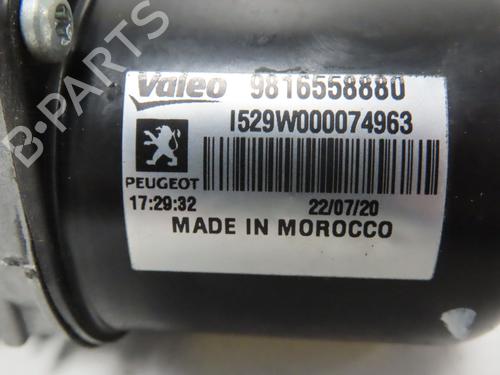 Valeo 9816558880
I529W000074963
PEUGEOT
17:29:32 22/07/20
MADE IN MOROCCO
B-PARTS